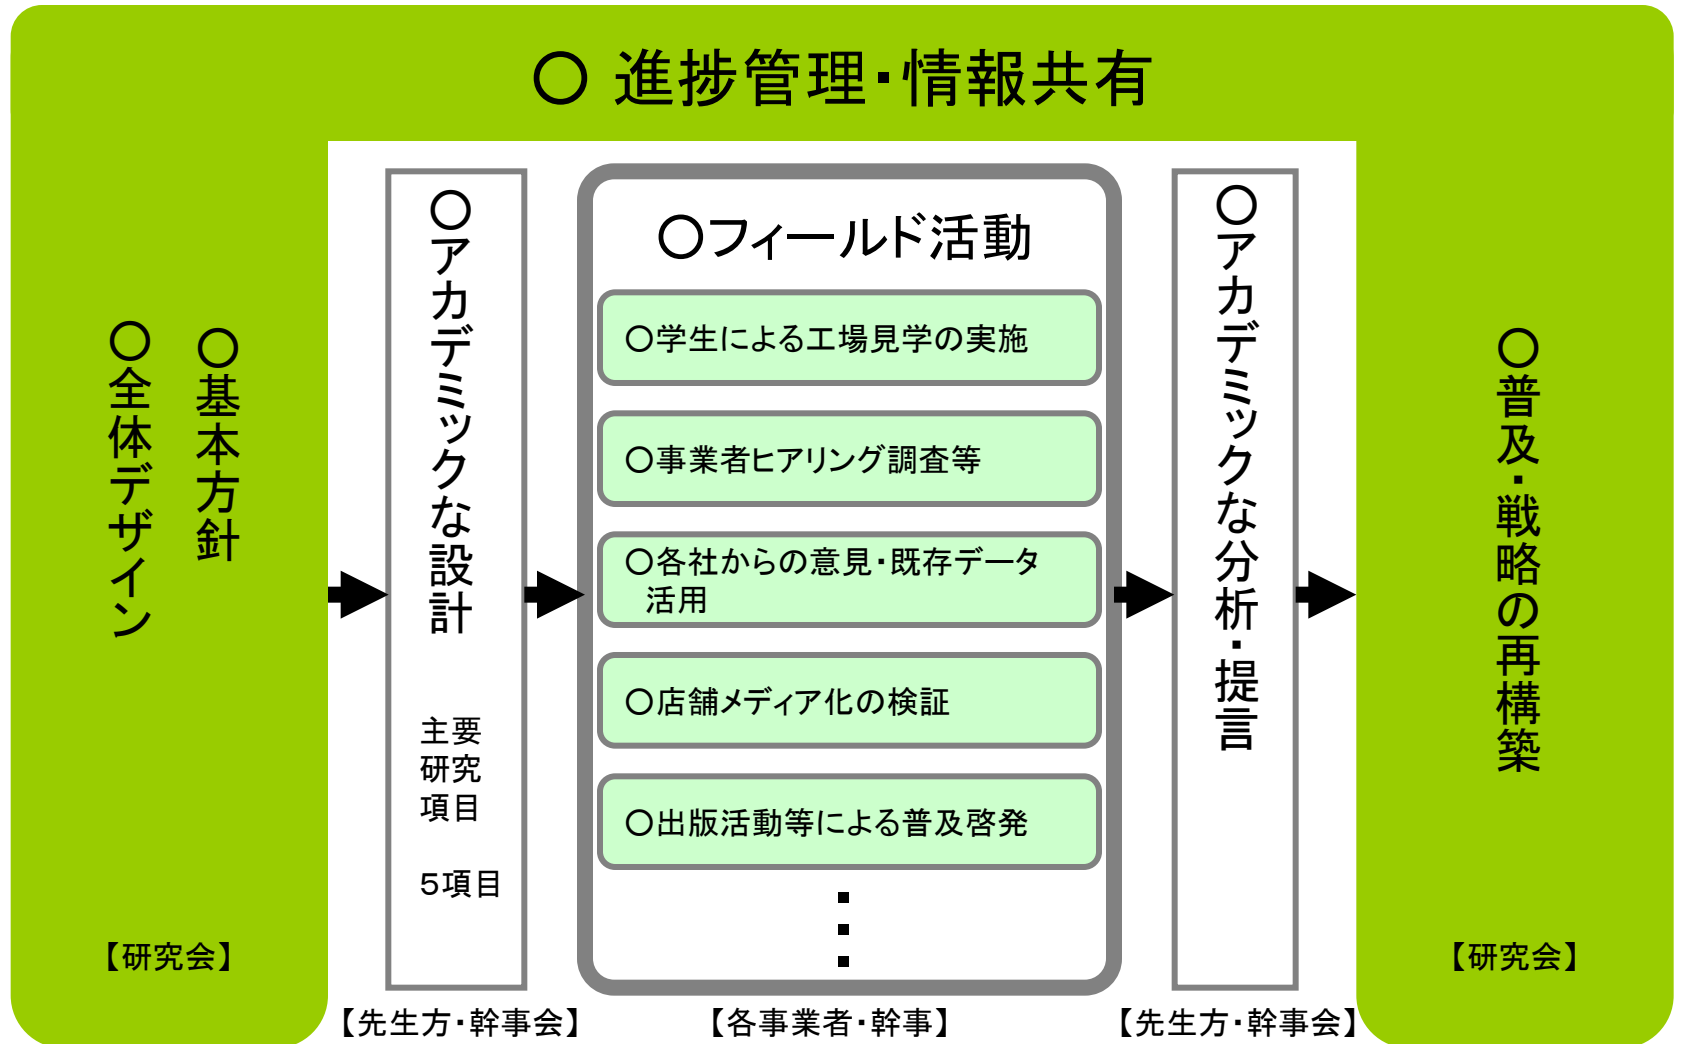 ○ 進捗管理・情報共有
○基本方針
○全体デザイン
【研究会】
○アカデミックな設計
主要
研究
項目
5項目
【先生方・幹事会】
○フィールド活動
○学生による工場見学の実施
○事業者ヒアリング調査等
○各社からの意見・既存データ
活用
○店舗メディア化の検証
○出版活動等による普及啓発
・
・
・
【各事業者・幹事】
○アカデミックな分析・提言
【先生方・幹事会】
○普及・戦略の再構築
【研究会】